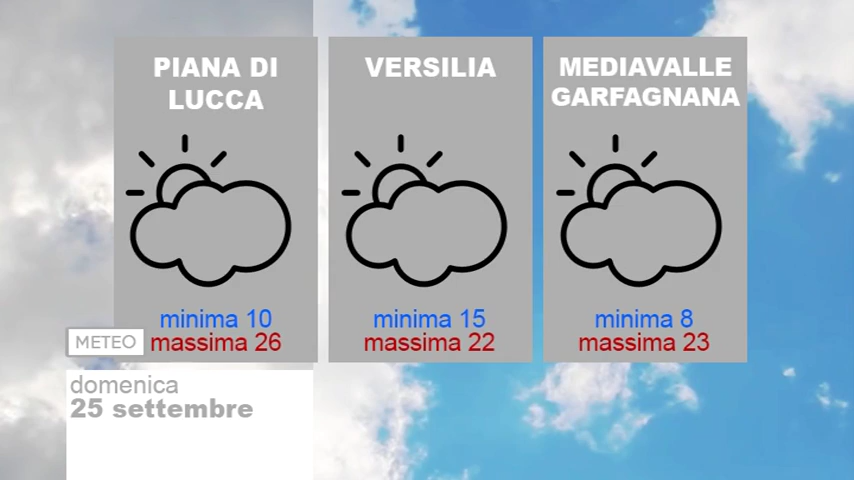 PIANA DI
LUCCA
minima 10
massima 26
VERSILIA
minima 15
massima 22
MEDIAVALLE
GARFAGNANA
minima 8
massima 23
METEO
domenica
25 settembre